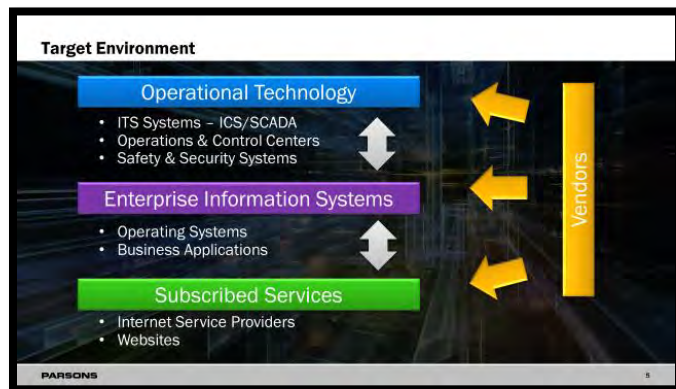 Target Environment
Operational Technology
• ITS Systems – ICS/SCADA
• Operations & Control Centers
• Safety & Security Systems
Enterprise Information Systems
• Operating Systems
• Business Applications
Subscribed Services
• Internet Service Providers
• Websites
Vendors
PARSONS